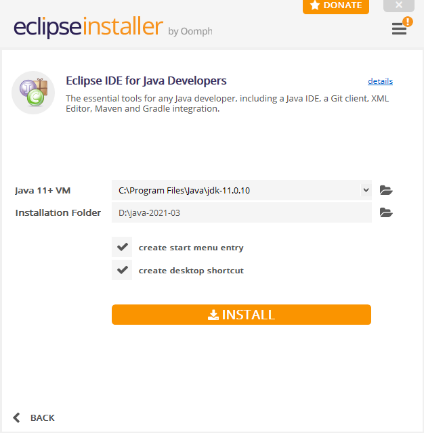 DONATE
eclipseinstaller by Oomph
Eclipse IDE for Java Developers
details
The essential tools for any Java developer, including a Java IDE, a Git client, XML
Editor, Maven and Gradle integration.
Java 11+ VM
C:\Program Files\Java\jdk-11.0.10
Installation Folder
D:\java-2021-03
create start menu entry
create desktop shortcut
INSTALL
BACK